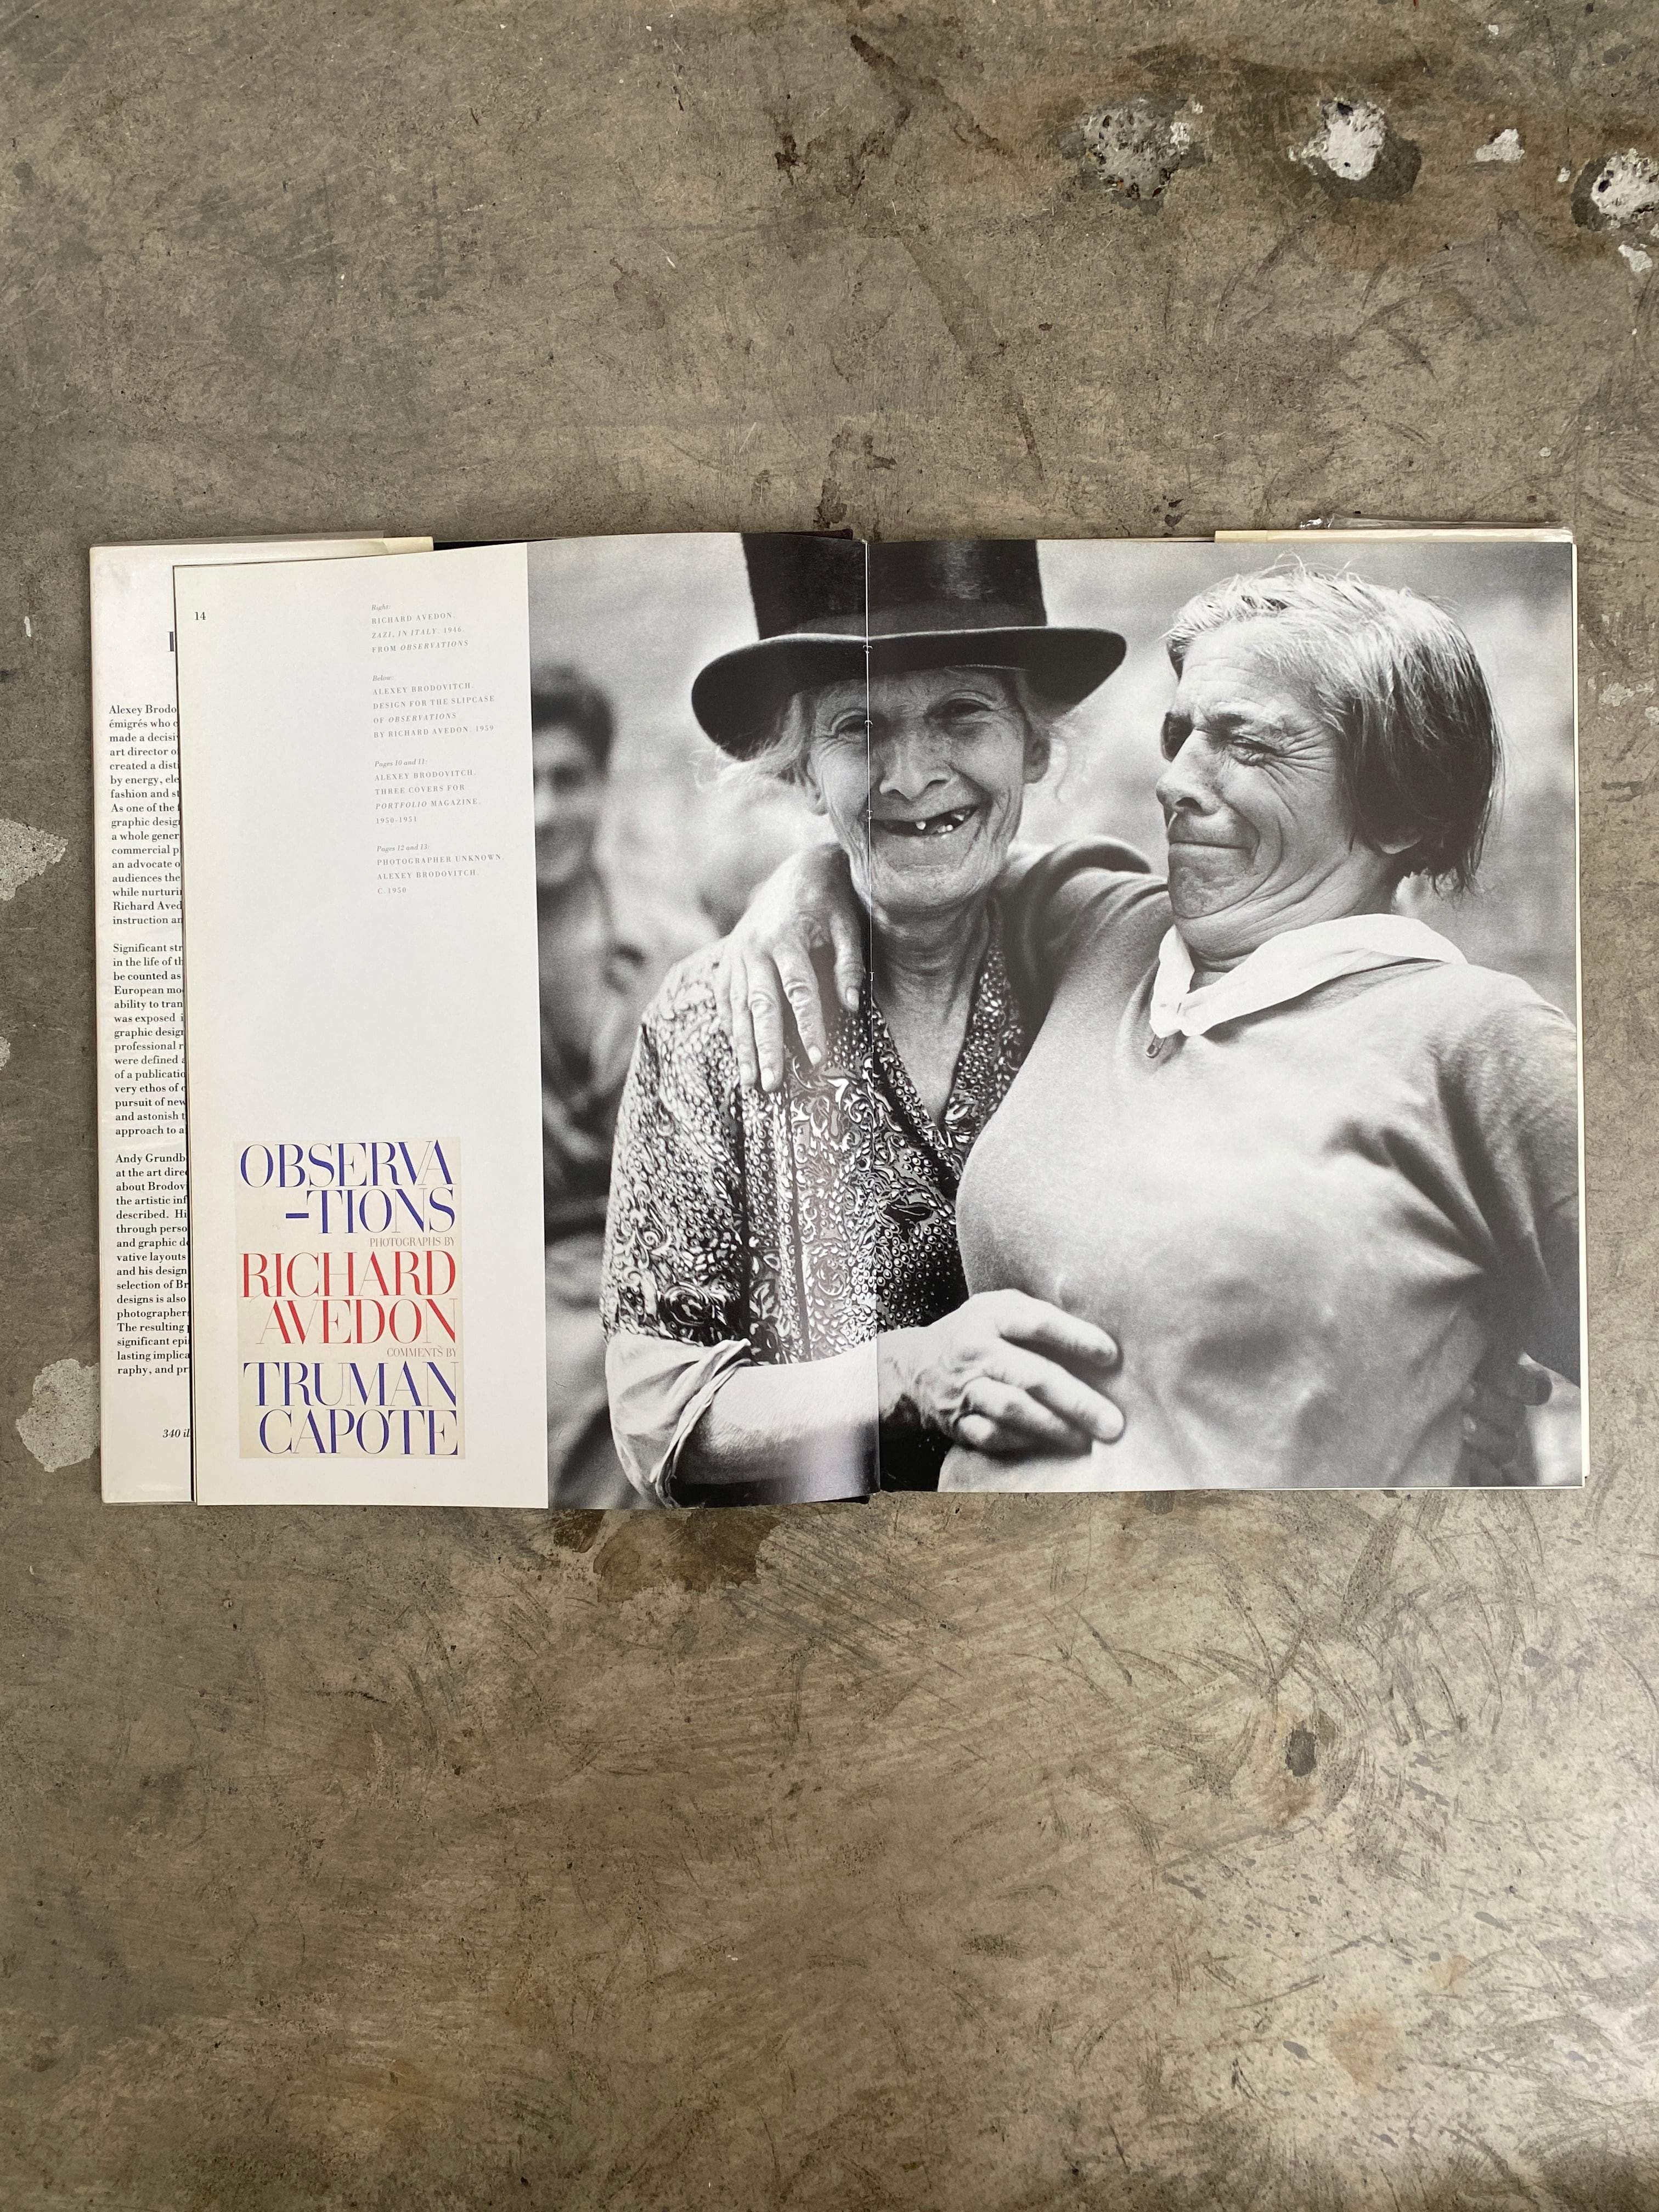 Alexey Brodo
émigrés who c
made a decisi
art director o
created a dist
by energy, ele
fashion and st
As one of the
graphic design
a whole gener
commercial p
an advocate o
audiences the
while nurturin
Richard Aved
instruction an
Significant str
in the life of th
be counted as
European mo
ability to tran
was exposed i
graphic design
professional r
were defined a
of a publicatio
very ethos of c
pursuit of new
and astonish t
approach to a
Andy Grundb
at the art dire
about Brodov
the artistic inf
described. Hi
through perso
and graphic de
vative layouts
and his design
selection of Br
designs is also
photographers
The resulting
significant epi
lasting implica
raphy, and pr
340 il
14
Right:
RICHARD AVEDON.
ZAZI, IN ITALY. 1946.
FROM OBSERVATIONS
Below:
ALEXEY BRODOVITCH.
DESIGN FOR THE SLIPCASE
OF OBSERVATIONS
BY RICHARD AVEDON. 1959
Pages 10 and 11:
ALEXEY BRODOVITCH.
THREE COVERS FOR
PORTFOLIO MAGAZINE.
1950-1951
Pages 12 and 13:
PHOTOGRAPHER UNKNOWN.
ALEXEY BRODOVITCH.
C. 1950
OBSERVA
-TIONS
PHOTOGRAPHS BY
RICHARD
AVEDON
COMMENTS BY
TRUMAN
CAPOTE